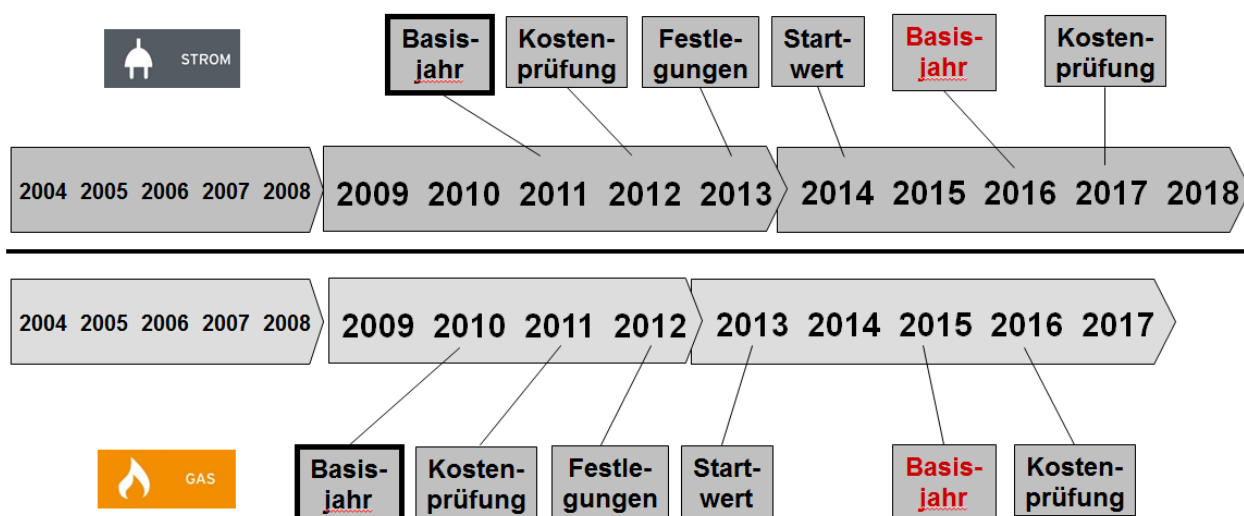 STROM
Basis-
jahr
Kosten-
prüfung
Festle-
gungen
Start-
wert
Basis-
jahr
Kosten-
prüfung
2004 2005 2006 2007 2008
2009 2010 2011 2012 2013
2014 2015 2016 2017 2018
2004 2005 2006 2007 2008
2009 2010 2011 2012
2013 2014 2015 2016 2017
GAS
Basis-
jahr
Kosten-
prüfung
Festle-
gungen
Start-
wert
Basis-
jahr
Kosten-
prüfung